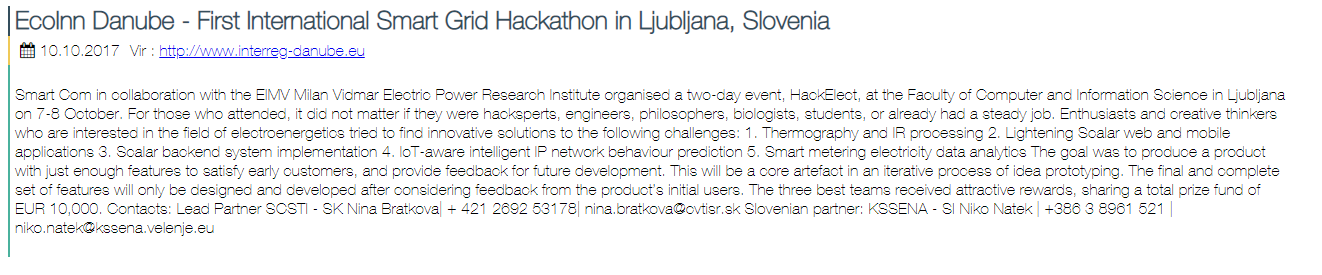 EcoInn Danube - First International Smart Grid Hackathon in Ljubljana, Slovenia
10.10.2017 Vir : http://www.interreg-danube.eu
Smart Com in collaboration with the EIMV Milan Vidmar Electric Power Research Institute organised a two-day event, HackElect, at the Faculty of Computer and Information Science in Ljubljana
on 7-8 October. For those who attended, it did not matter if they were hacksperts, engineers, philosophers, biologists, students, or already had a steady job. Enthusiasts and creative thinkers
who are interested in the field of electroenergetics tried to find innovative solutions to the following challenges: 1. Thermography and IR processing 2. Lightening Scalar web and mobile
applications 3. Scalar backend system implementation 4. IoT-aware intelligent IP network behaviour prediction 5. Smart metering electricity data analytics The goal was to produce a product
with just enough features to satisfy early customers, and provide feedback for future development. This will be a core artefact in an iterative process of idea prototyping. The final and complete
set of features will only be designed and developed after considering feedback from the product's initial users. The three best teams received attractive rewards, sharing a total prize fund of
EUR 10,000. Contacts: Lead Partner SCSTI - SK Nina Bratkova| + 421 2692 53178| nina.bratkova@cvtisr.sk Slovenian partner: KSSENA - SI Niko Natek | +386 3 8961 521 |
niko.natek@kssena.velenje.eu